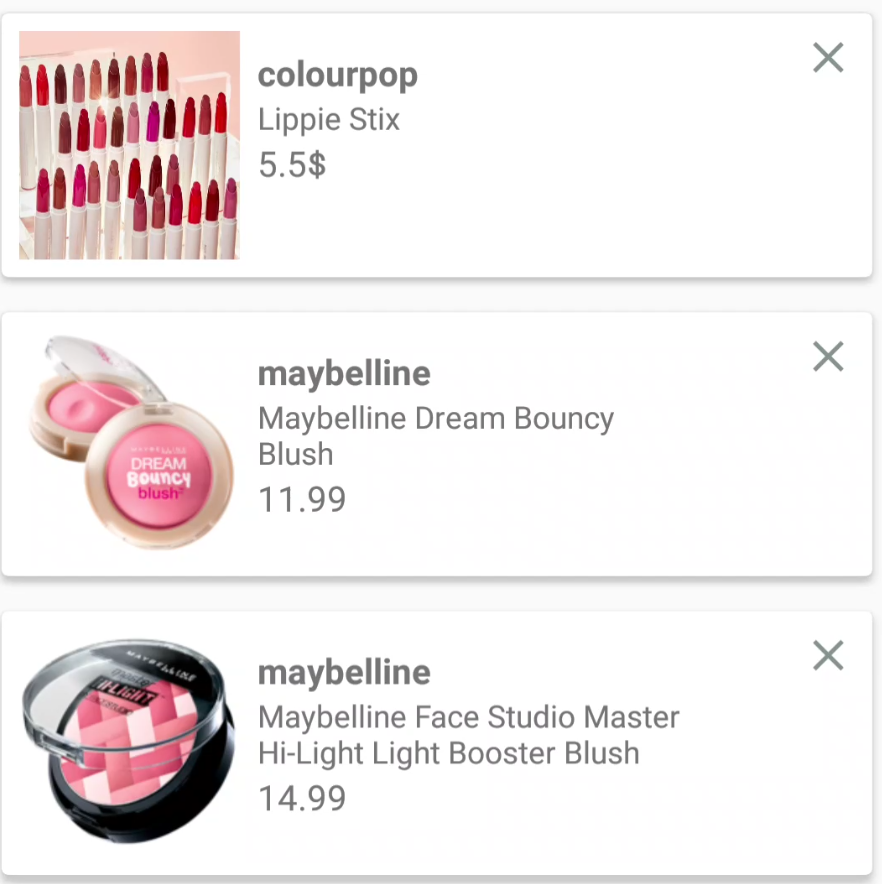 colourpop
Lippie Stix
5.5$
maybelline
Maybelline Dream Bouncy
Blush
11.99
MAYBELLINE
DREAM
Bouncy
blush
maybelline
Maybelline Face Studio Master
Hi-Light Light Booster Blush
14.99
MAYBELLINE
master
HI-LIGHT